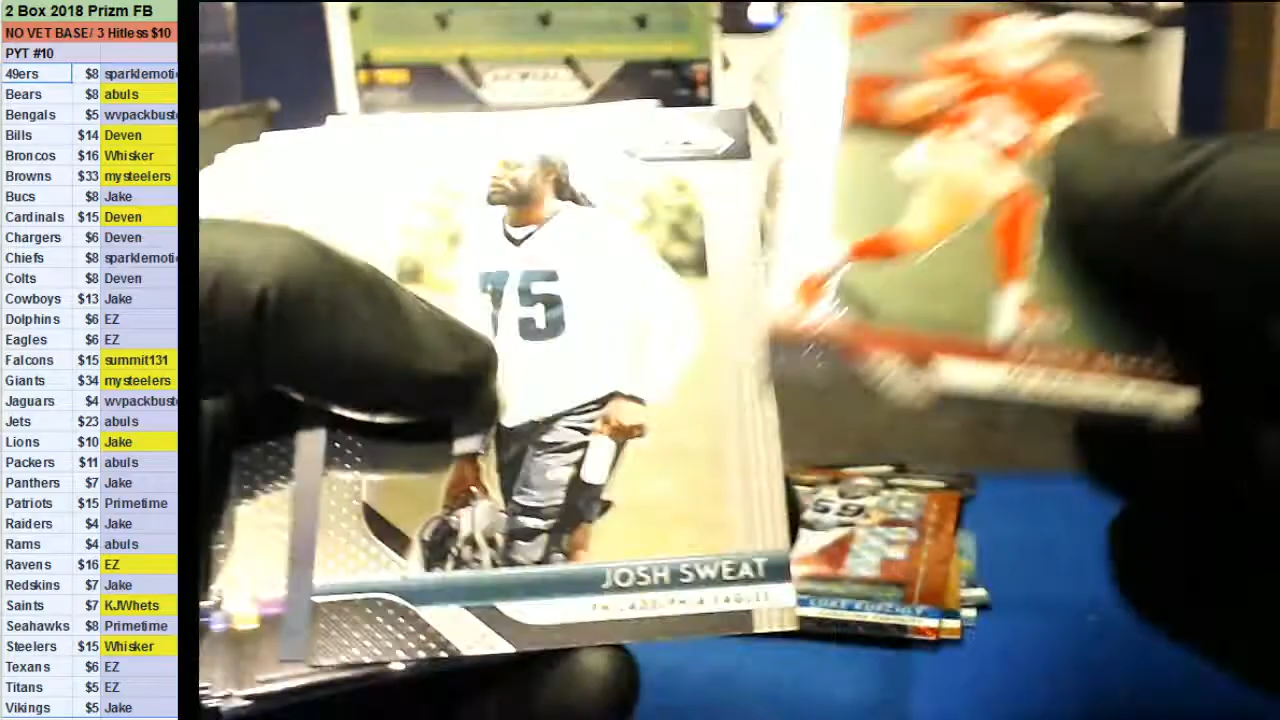 2 Box 2018 Prizm FB
NO VET BASE/ 3 Hitless $10
PYT #10
49ers $8 sparklemoti
Bears $8 abuls
Bengals $5 wvpackbust
Bills $14 Deven
Broncos $16 Whisker
Browns $33 mysteelers
Bucs $8 Jake
Cardinals $15 Deven
Chargers $6 Deven
Chiefs $8 sparklemoti
Colts $8 Deven
Cowboys $13 Jake
Dolphins $6 EZ
Eagles $6 EZ
Falcons $15 summit131
Giants $34 mysteelers
Jaguars $4 wvpackbust
Jets $23 abuls
Lions $10 Jake
Packers $11 abuls
Panthers $7 Jake
Patriots $15 Primetime
Raiders $4 Jake
Rams $4 abuls
Ravens $16 EZ
Redskins $7 Jake
Saints $7 KJWhets
Seahawks $8 Primetime
Steelers $15 Whisker
Texans $6 EZ
Titans $5 EZ
Vikings $5 Jake
75
JOSH SWEAT
PHILADELPHIA EAGLES
59
LUKE KUECHLY